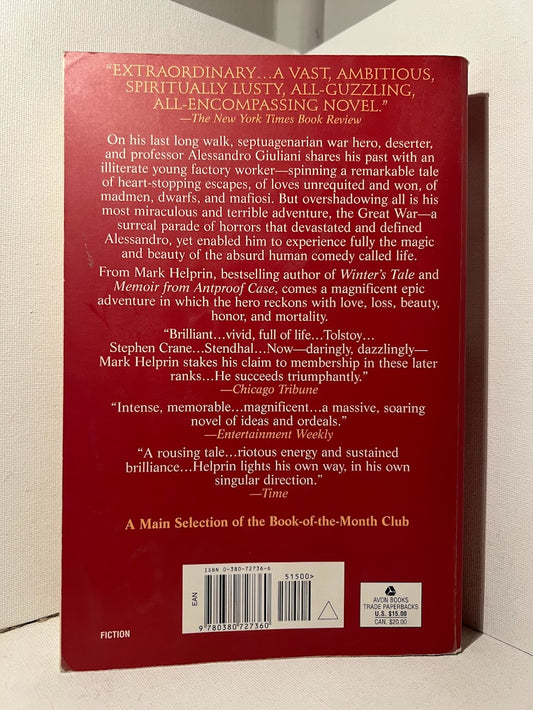 “EXTRAORDINARY…A VAST, AMBITIOUS,
SPIRITUALLY LUSTY, ALL-GUZZLING,
ALL-ENCOMPASSING NOVEL.”
—The New York Times Book Review
On his last long walk, septuagenarian war hero, deserter,
and professor Alessandro Giuliani shares his past with an
illiterate young factory worker—spinning a remarkable tale
of heart-stopping escapes, of loves unrequited and won, of
madmen, dwarfs, and mafiosi. But overshadowing all is his
most miraculous and terrible adventure, the Great War—a
surreal parade of horrors that devastated and defined
Alessandro, yet enabled him to experience fully the magic
and beauty of the absurd human comedy called life.
From Mark Helprin, bestselling author of Winter’s Tale and
Memoir from Antproof Case, comes a magnificent epic
adventure in which the hero reckons with love, loss, beauty,
honor, and mortality.
“Brilliant…vivid, full of life…Tolstoy…
Stephen Crane…Stendhal…Now—daringly, dazzlingly—
Mark Helprin stakes his claim to membership in these later
ranks…He succeeds triumphantly.”
—Chicago Tribune
“Intense, memorable…magnificent…a massive, soaring
novel of ideas and ordeals.”
—Entertainment Weekly
“A rousing tale…riotous energy and sustained
brilliance…Helprin lights his own way, in his own
singular direction.”
—Time
A Main Selection of the Book-of-the-Month Club
ISBN 0-380-72736-6
51500>
EAN
9 780380 727360
AVON BOOKS
TRADE PAPERBACKS
U.S. $15.00
CAN. $20.00
FICTION